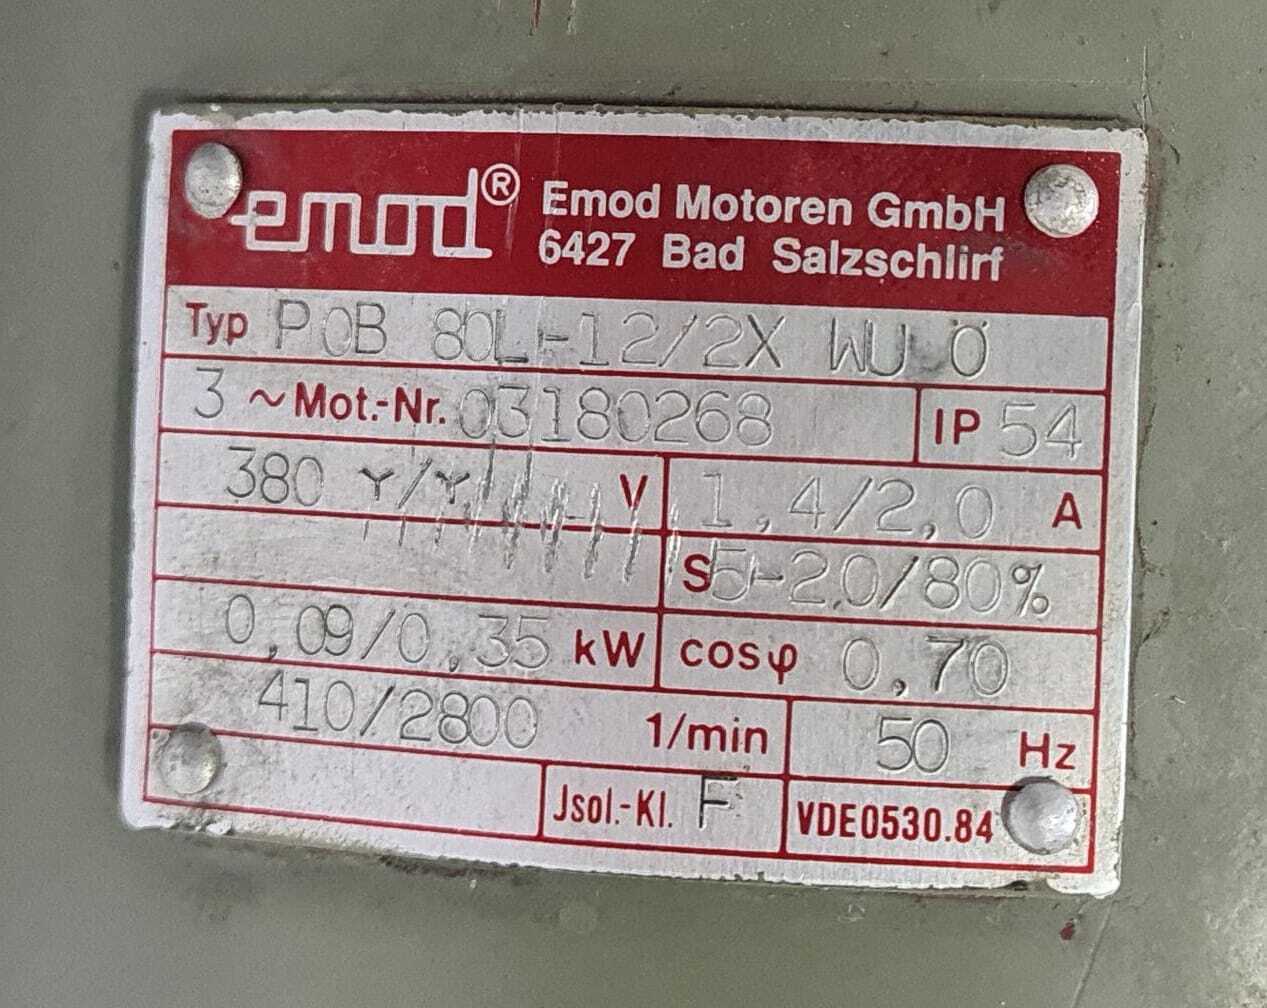 emod® Emod Motoren GmbH
6427 Bad Salzschlirf
Typ POB 80L-12/2X WU Ö
3 ~ Mot.-Nr. 03180268 IP 54
380 Y/Y V 1,4/2,0 A
S5-20/80%
0,09/0,35 kW cosφ 0,70
410/2800 1/min 50 Hz
Jsol.-Kl. F VDE0530.84